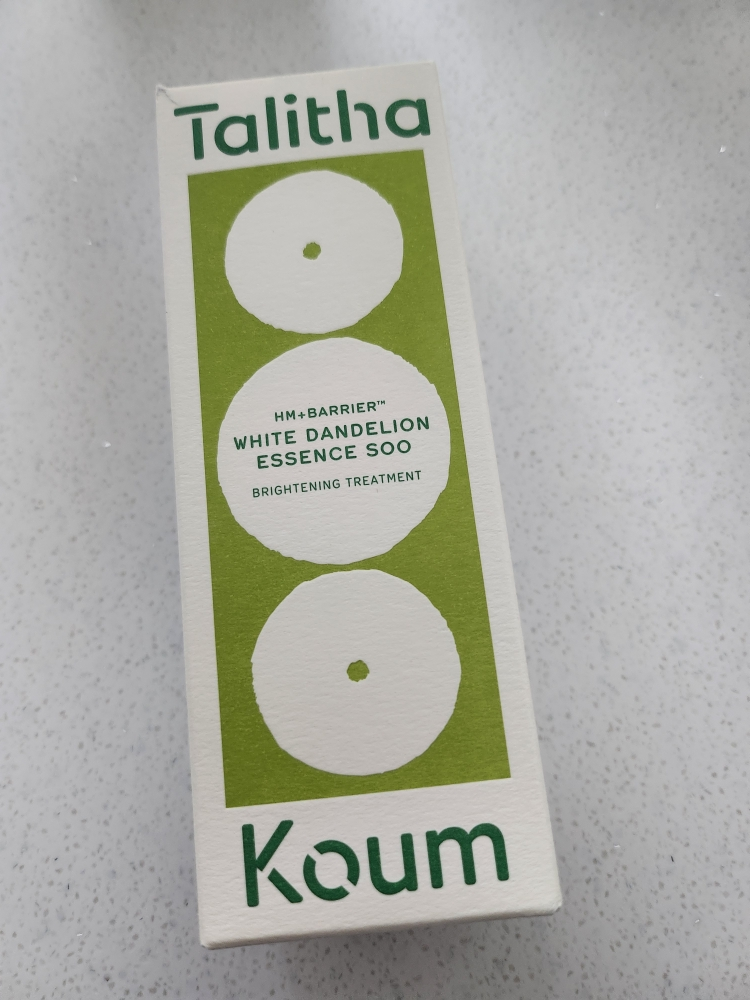 Talitha
HM+BARRIER™
WHITE DANDELION
ESSENCE SOO
BRIGHTENING TREATMENT
Koum